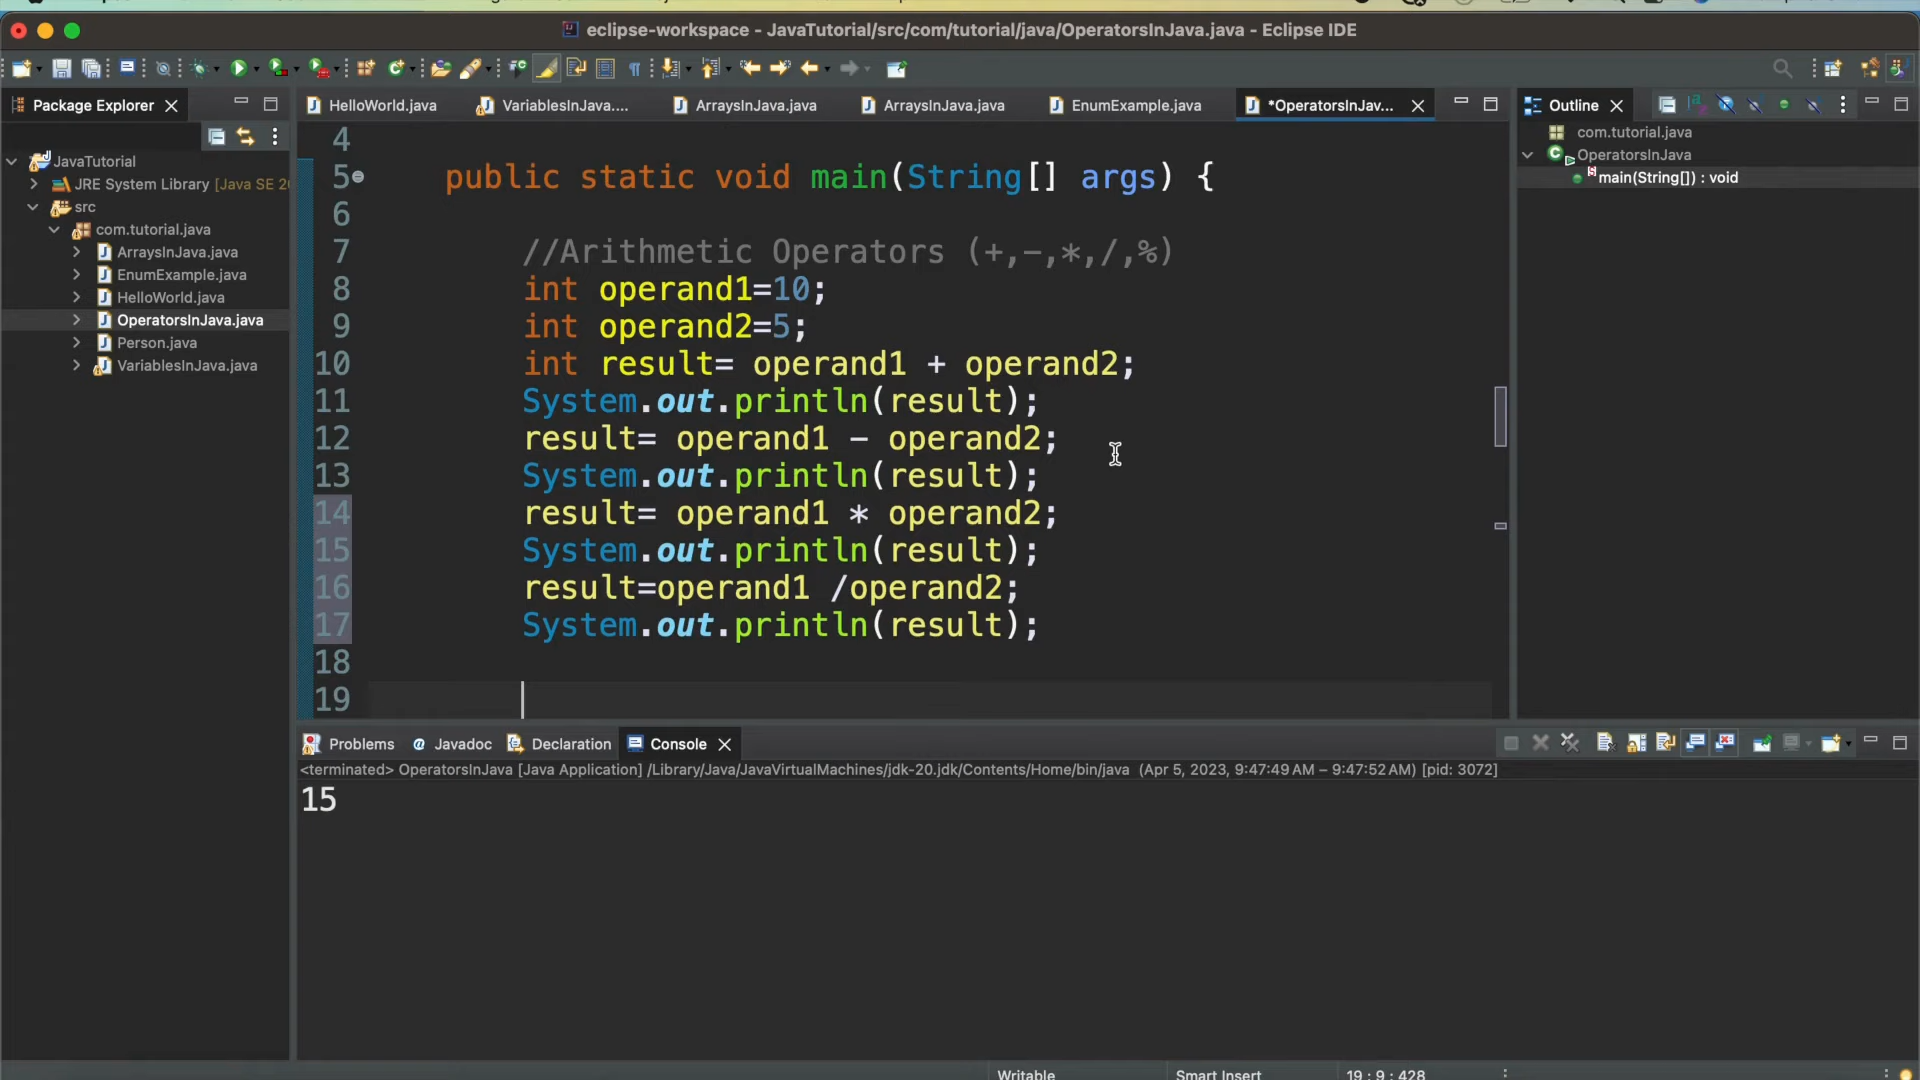 eclipse-workspace - JavaTutorial/src/com/tutorial/java/OperatorsInJava.java - Eclipse IDE
Package Explorer
HelloWorld.java
VariablesInJava....
ArraysInJava.java
ArraysInJava.java
EnumExample.java
*OperatorsInJav...
Outline
JavaTutorial
JRE System Library [Java SE 20
src
com.tutorial.java
ArraysInJava.java
EnumExample.java
HelloWorld.java
OperatorsInJava.java
Person.java
VariablesInJava.java
4
5 public static void main(String[] args) {
6
7 //Arithmetic Operators (+,-,*,/,%)
8 int operand1=10;
9 int operand2=5;
10 int result= operand1 + operand2;
11 System.out.println(result);
12 result= operand1 - operand2;
13 System.out.println(result);
14 result= operand1 * operand2;
15 System.out.println(result);
16 result=operand1 /operand2;
17 System.out.println(result);
18
19
com.tutorial.java
OperatorsInJava
main(String[]) : void
Problems
@ Javadoc
Declaration
Console
<terminated> OperatorsInJava [Java Application] /Library/Java/JavaVirtualMachines/jdk-20.jdk/Contents/Home/bin/java (Apr 5, 2023, 9:47:49 AM – 9:47:52 AM) [pid: 3072]
15
Writable
Smart Insert
19 : 9 : 428